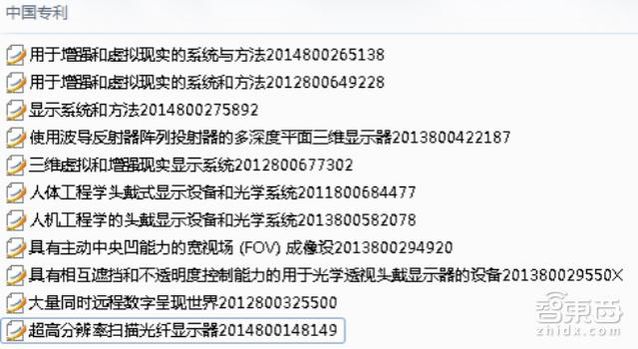 中国专利
用于增强和虚拟现实的系统与方法2014800265138
用于增强和虚拟现实的系统和方法2012800649228
显示系统和方法2014800275892
使用波导反射器阵列投射器的多深度平面三维显示器2013800422187
三维虚拟和增强现实显示系统2012800677302
人体工程学头戴式显示设备和光学系统2011800684477
人机工程学的头戴显示设备和光学系统2013800582078
具有主动中央凹能力的宽视场 (FOV) 成像设2013800294920
具有相互遮挡和不透明度控制能力的用于光学透视头戴显示器的设备201380029550X
大量同时远程数字呈现世界2012800325500
超高分辨率扫描光纤显示器2014800148149
智东西
zhidx.com